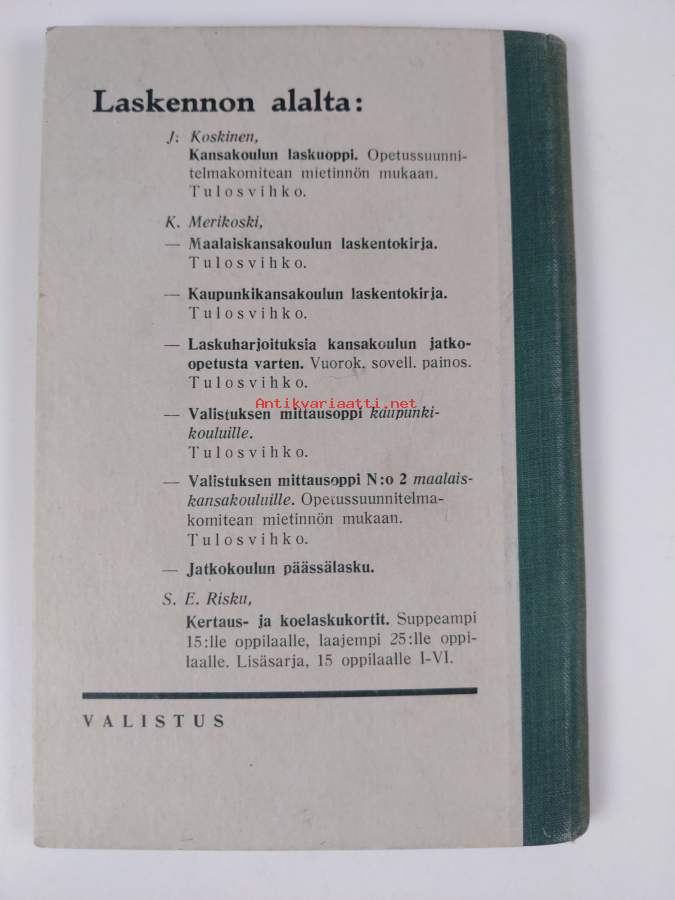 Laskennon alalta:
J. Koskinen,
Kansakoulun laskuoppi. Opetussuunni-
telmakomitean mietinnön mukaan.
Tulosvihko.
K. Merikoski,
— Maalaiskansakoulun laskentokirja.
Tulosvihko.
— Kaupunkikansakoulun laskentokirja.
Tulosvihko.
— Laskuharjoituksia kansakoulun jatko-
opetusta varten. Vuorok. sovell. painos.
Tulosvihko.
Antikvariaatti.net
— Valistuksen mittausoppi kaupunki-
kouluille.
Tulosvihko.
— Valistuksen mittausoppi N:o 2 maalais-
kansakouluille. Opetussuunnitelma-
komitean mietinnön mukaan.
Tulosvihko.
— Jatkokoulun päässälasku.
S. E. Risku,
Kertaus- ja koelaskukortit. Suppeampi
15:lle oppilaalle, laajempi 25:lle oppi-
laalle. Lisäsarja, 15 oppilaalle I-VI.
VALISTUS